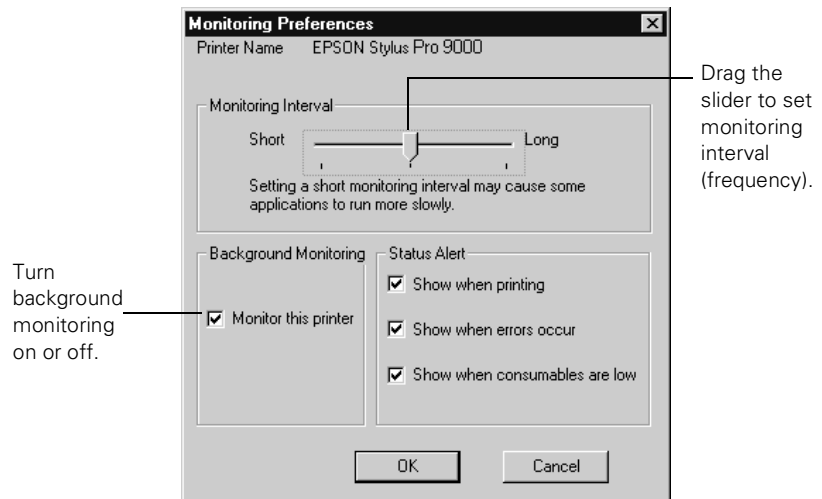 Monitoring Preferences
Printer Name EPSON Stylus Pro 9000
Monitoring Interval
Short
Long
Setting a short monitoring interval may cause some
applications to run more slowly.
Drag the
slider to set
monitoring
interval
(frequency).
Background Monitoring
Monitor this printer
Turn
background
monitoring
on or off.
Status Alert
Show when printing
Show when errors occur
Show when consumables are low
OK
Cancel